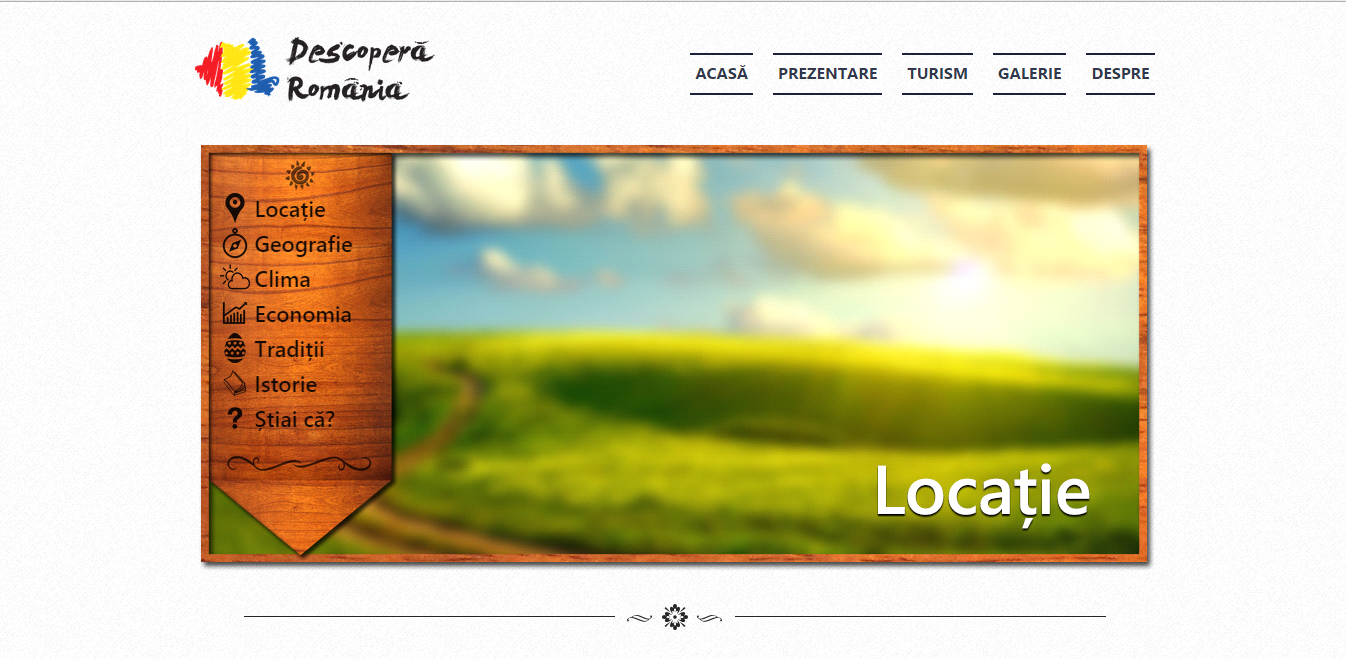 Descoperă
România
ACASĂ PREZENTARE TURISM GALERIE DESPRE
Locație
Geografie
Clima
Economia
Tradiții
Istorie
Știai că?
Locație